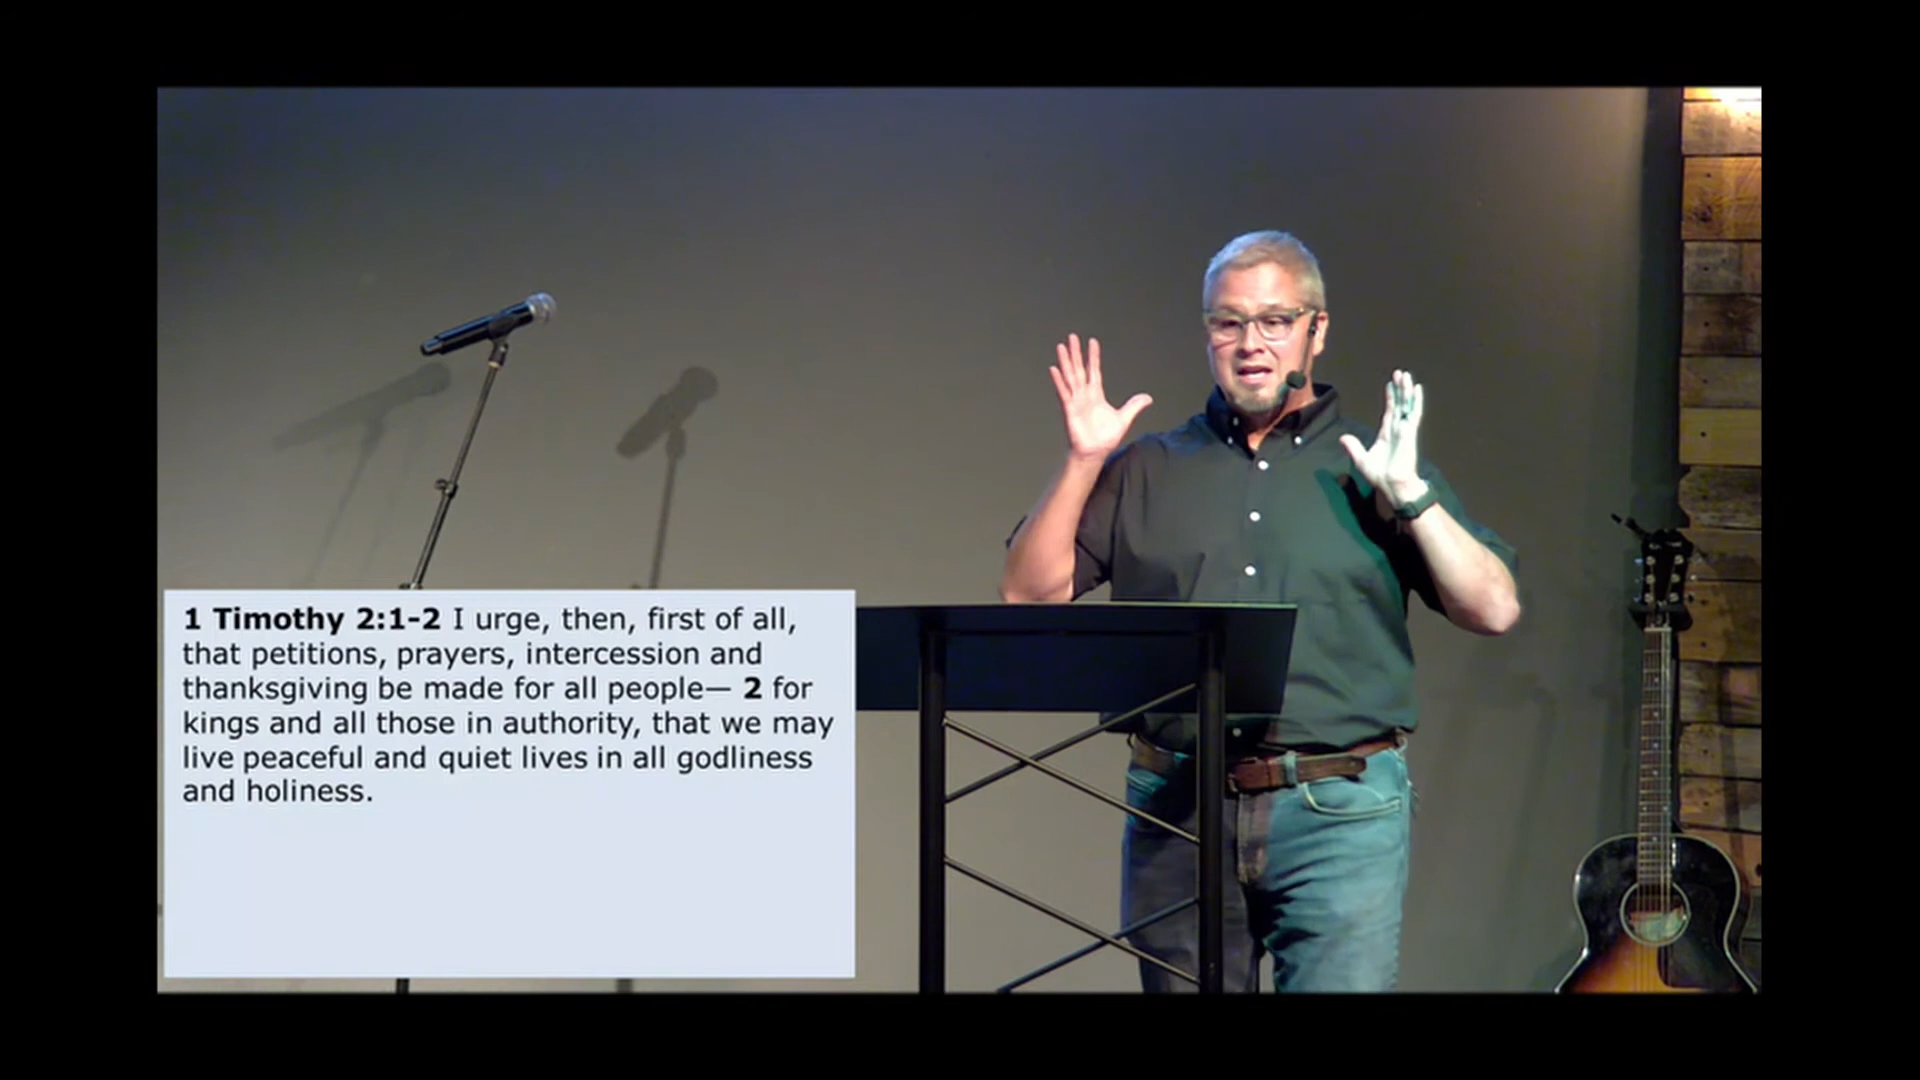 1 Timothy 2:1-2 I urge, then, first of all,
that petitions, prayers, intercession and
thanksgiving be made for all people— 2 for
kings and all those in authority, that we may
live peaceful and quiet lives in all godliness
and holiness.